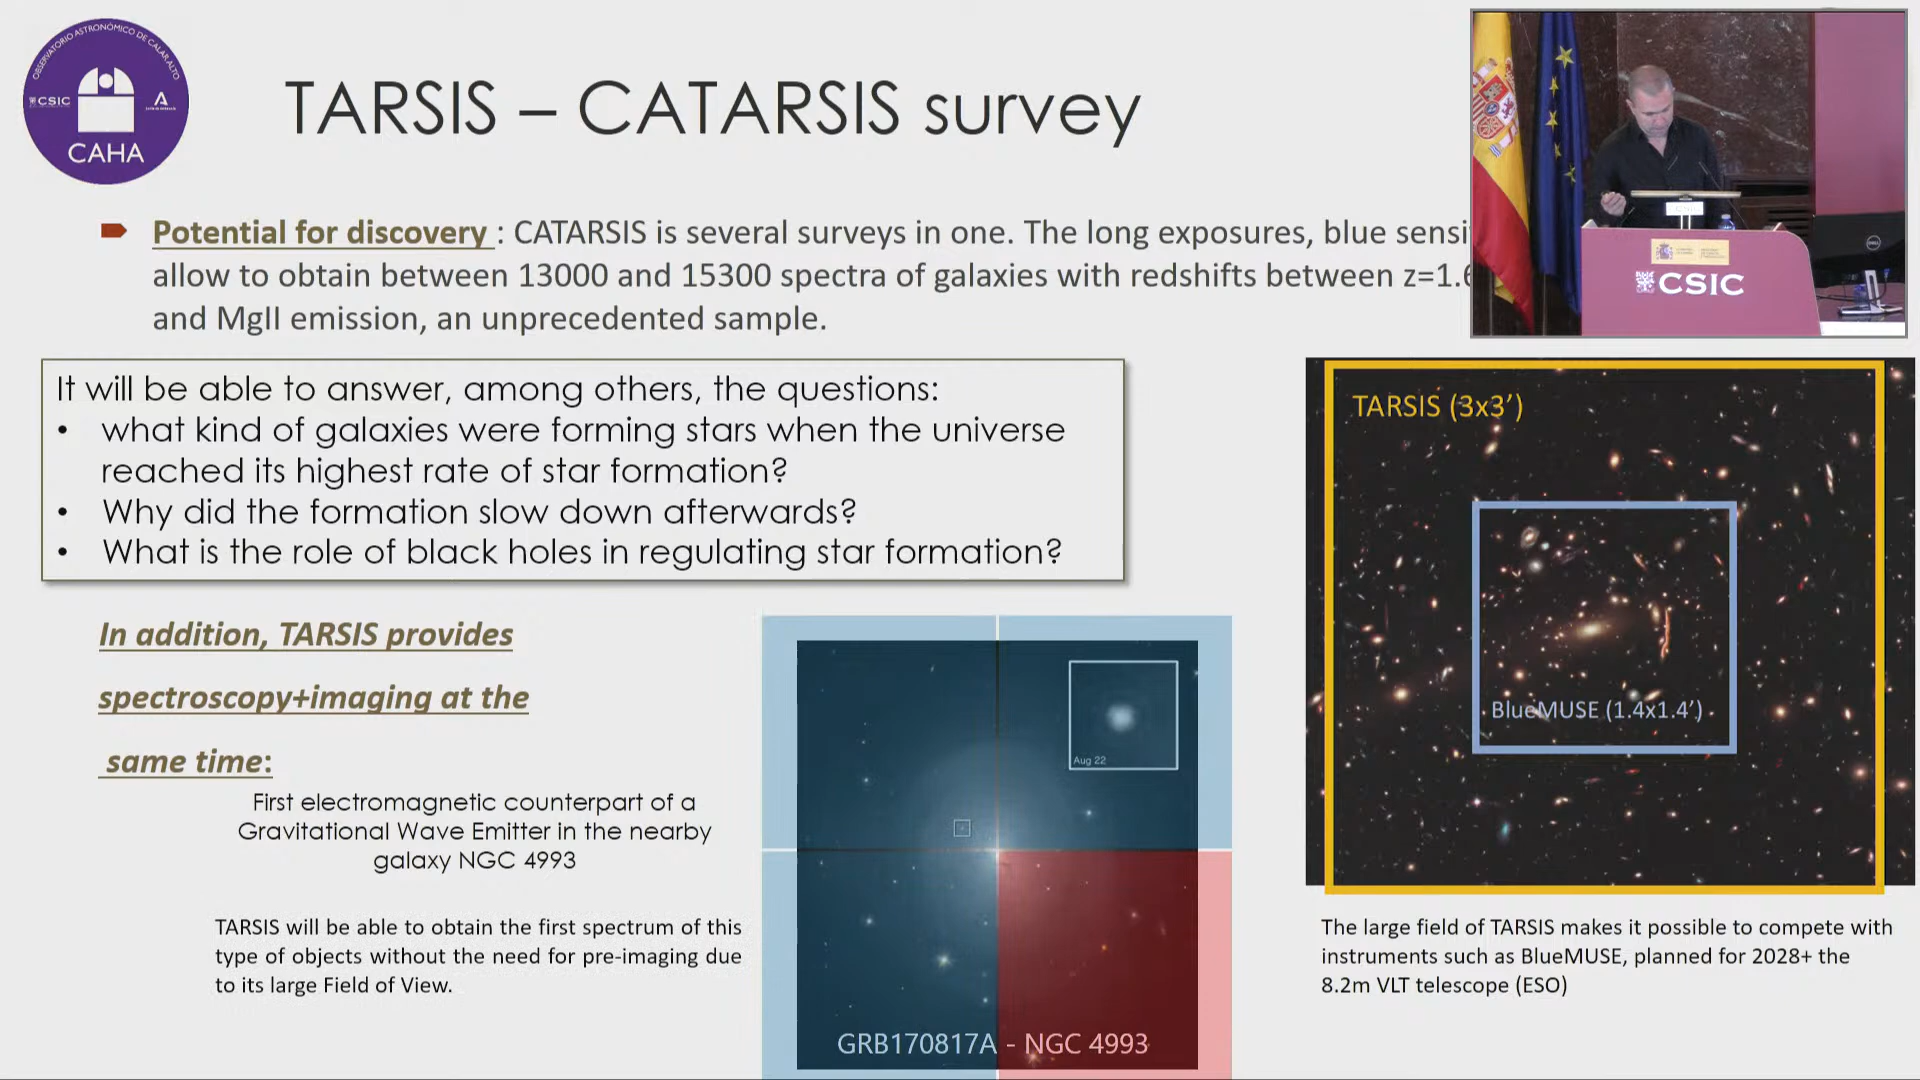 OBSERVATORIO ASTRONÓMICO DE CALAR ALTO
CSIC
CAHA
TARSIS – CATARSIS survey
Potential for discovery : CATARSIS is several surveys in one. The long exposures, blue
allow to obtain between 13000 and 15300 spectra of galaxies with redshifts between
and MgII emission, an unprecedented sample.
CSIC
It will be able to answer, among others, the questions:
• what kind of galaxies were forming stars when the universe
reached its highest rate of star formation?
• Why did the formation slow down afterwards?
• What is the role of black holes in regulating star formation?
TARSIS (3x3’)
BlueMUSE (1.4x1.4’)
In addition, TARSIS provides
spectroscopy+imaging at the
same time:
First electromagnetic counterpart of a
Gravitational Wave Emitter in the nearby
galaxy NGC 4993
TARSIS will be able to obtain the first spectrum of this
type of objects without the need for pre-imaging due
to its large Field of View.
Aug 22
GRB170817A - NGC 4993
The large field of TARSIS makes it possible to compete with
instruments such as BlueMUSE, planned for 2028+ the
8.2m VLT telescope (ESO)